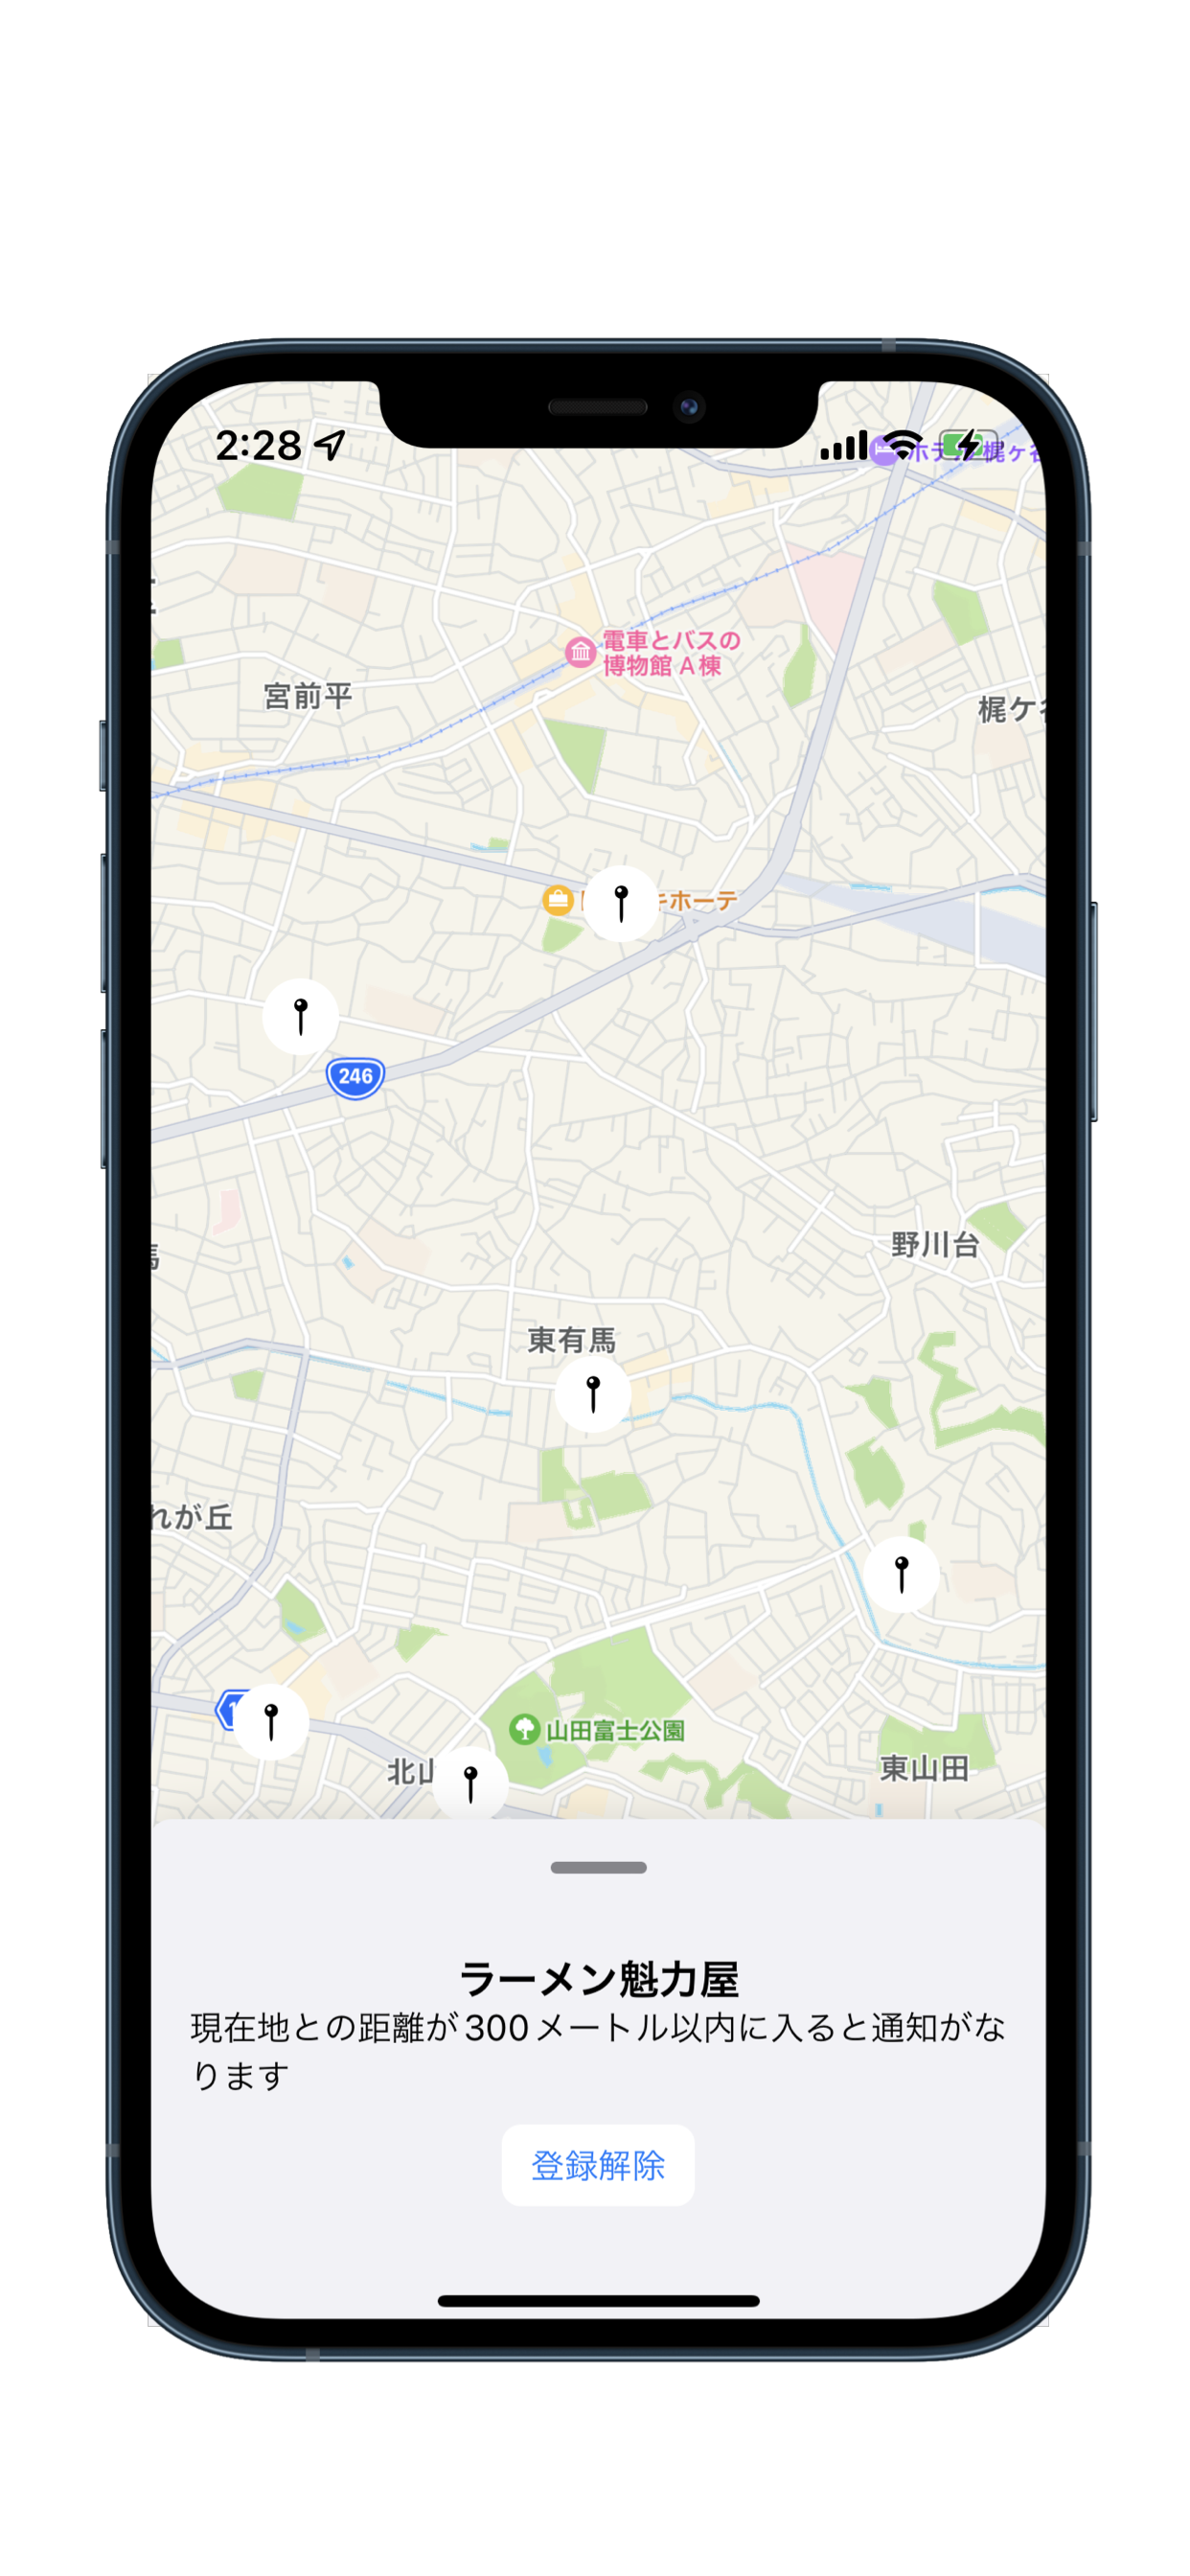 2:28
電車とバスの
博物館 A棟
宮前平
梶ケ
キホーテ
246
野川台
東有馬
れが丘
山田富士公園
北山
東山田
ラーメン魁力屋
現在地との距離が300メートル以内に入ると通知がな
ります
登録解除